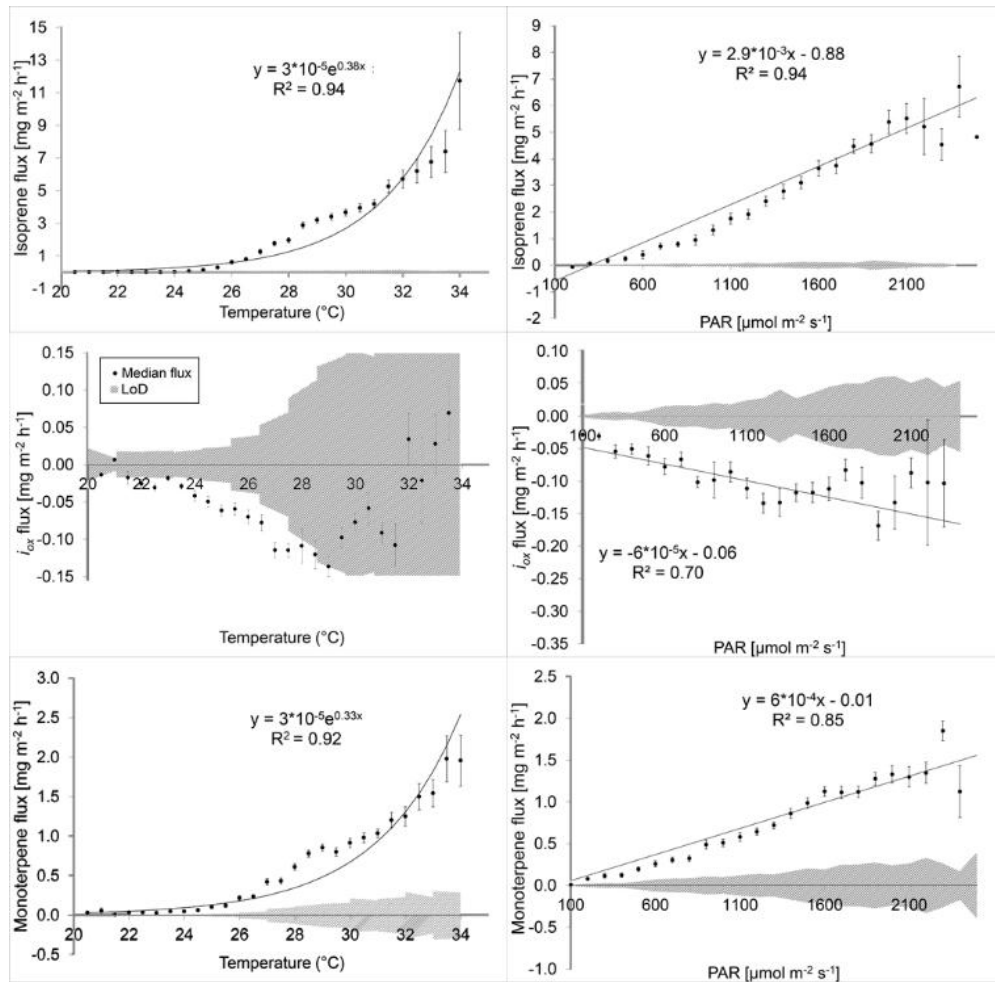 15
13
11
9
7
5
3
1
-1
Isoprene flux [mg m⁻² h⁻¹]
y = 3*10⁻⁵e^0.38x
R² = 0.94
20 22 24 26 28 30 32 34
Temperature (°C)
9
8
7
6
5
4
3
2
1
0
-1
-2
Isoprene flux [mg m⁻² h⁻¹]
y = 2.9*10⁻³x - 0.88
R² = 0.94
100 600 1100 1600 2100
PAR [µmol m⁻² s⁻¹]
0.15
0.10
0.05
0.00
-0.05
-0.10
-0.15
iox flux [mg m⁻² h⁻¹]
Median flux
LoD
20 22 24 26 28 30 32 34
Temperature (°C)
0.10
0.05
0.00
-0.05
-0.10
-0.15
-0.20
-0.25
-0.30
-0.35
iox flux [mg m⁻² h⁻¹]
100 600 1100 1600 2100
y = -6*10⁻⁵x - 0.06
R² = 0.70
PAR [µmol m⁻² s⁻¹]
3.0
2.5
2.0
1.5
1.0
0.5
0.0
-0.5
Monoterpene flux [mg m⁻² h⁻¹]
y = 3*10⁻⁵e^0.33x
R² = 0.92
20 22 24 26 28 30 32 34
Temperature (°C)
2.5
2.0
1.5
1.0
0.5
0.0
-0.5
-1.0
Monoterpene flux [mg m⁻² h⁻¹]
y = 6*10⁻⁴x - 0.01
R² = 0.85
100 600 1100 1600 2100
PAR [µmol m⁻² s⁻¹]